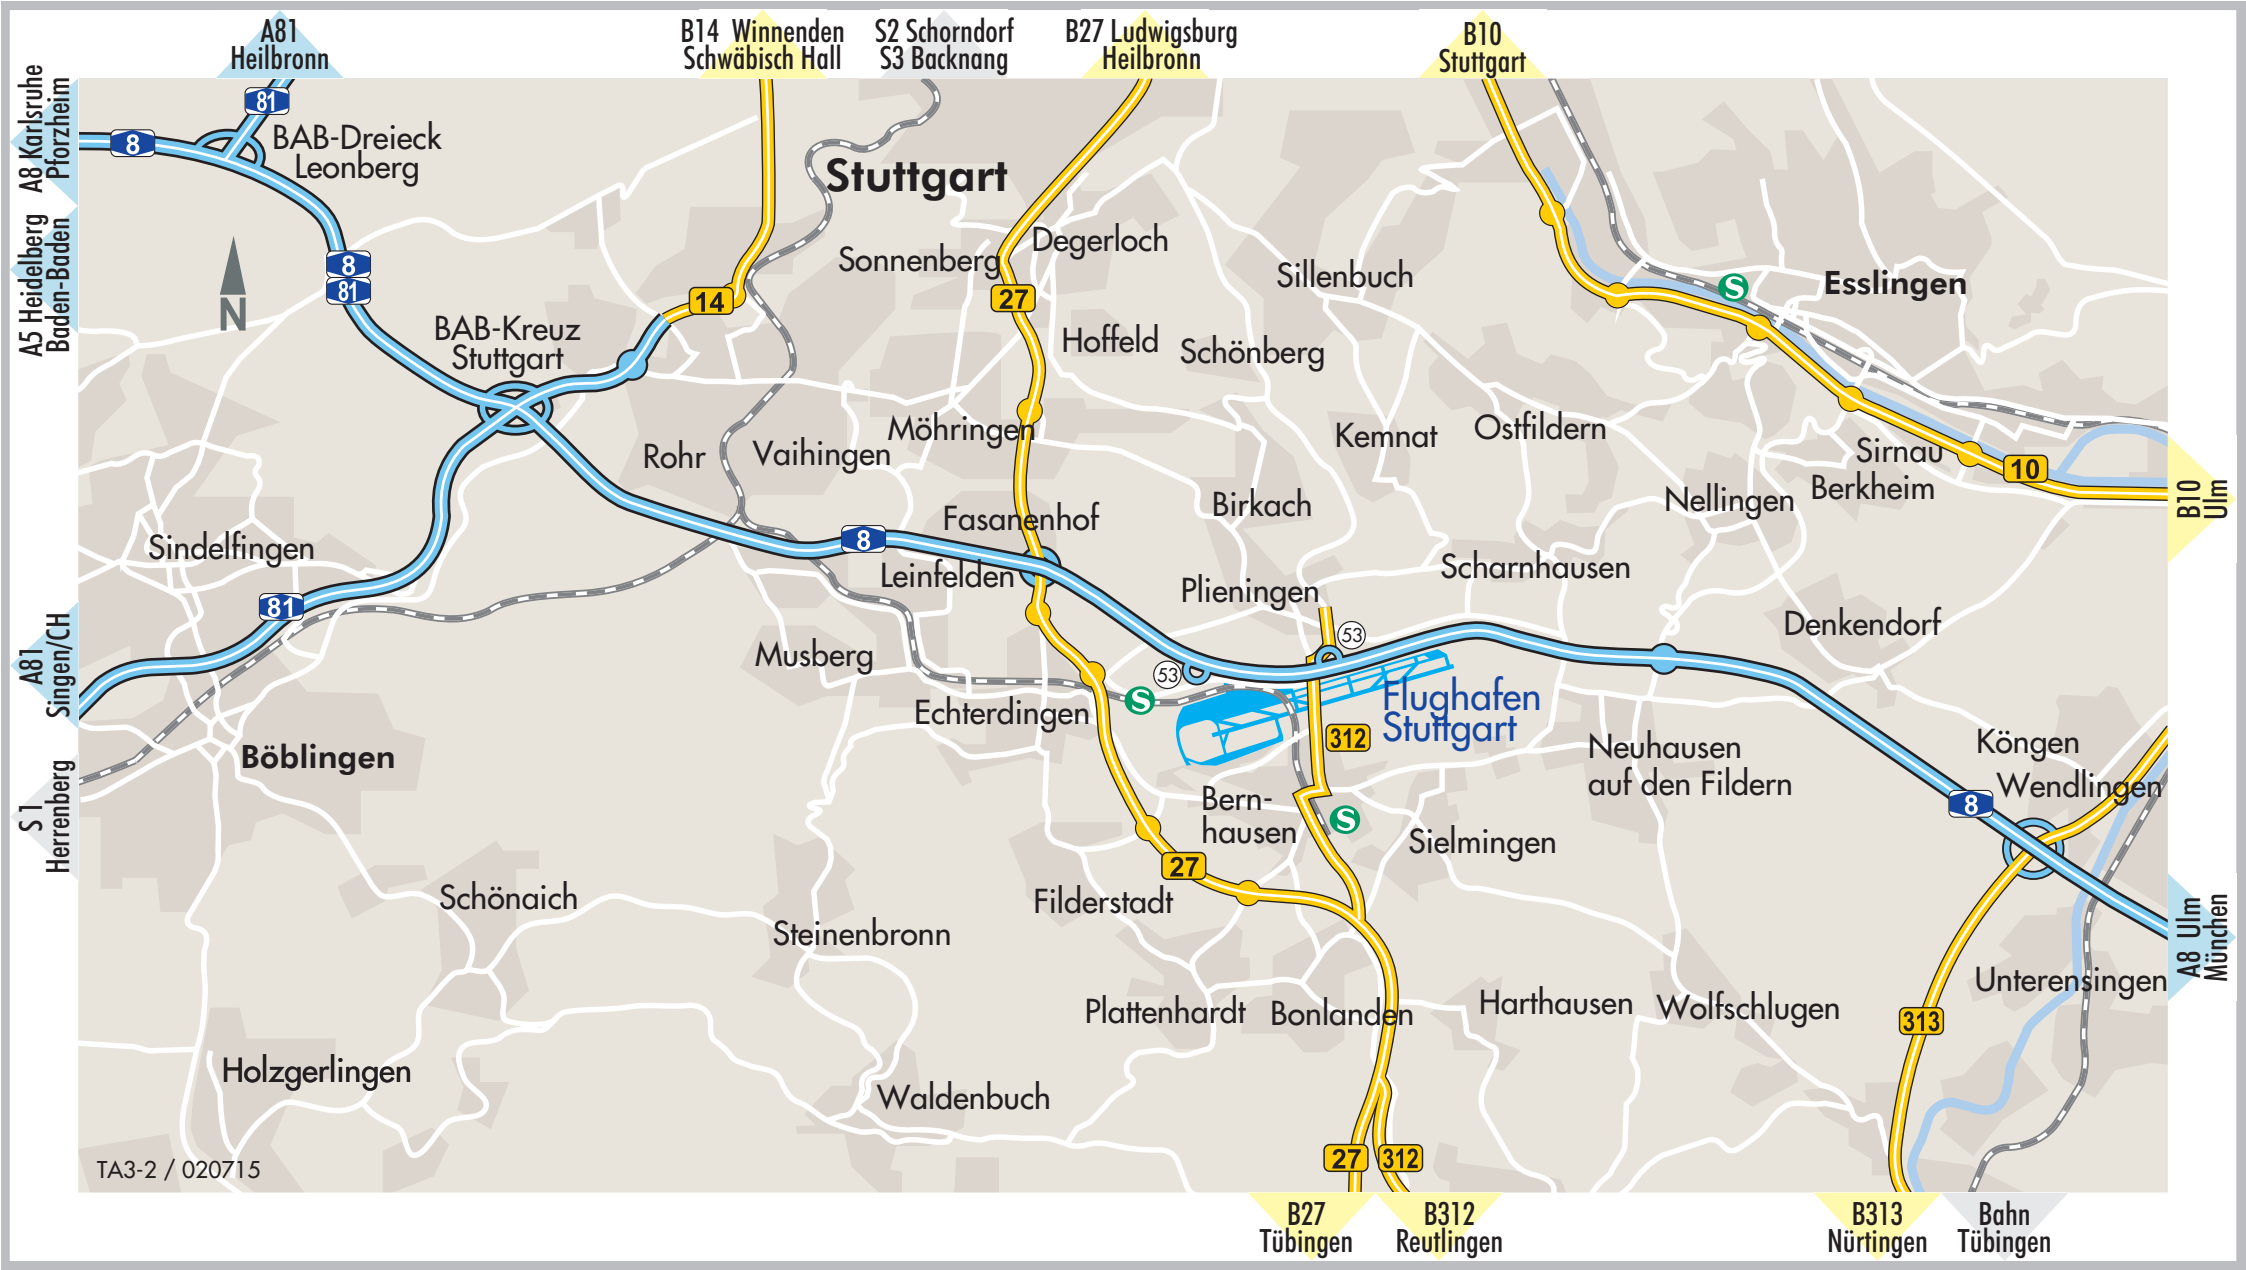 A81
Heilbronn
B14 Winnenden
Schwäbisch Hall
S2 Schorndorf
S3 Backnang
B27 Ludwigsburg
Heilbronn
B10
Stuttgart
A8 Karlsruhe
Pforzheim
A5 Heidelberg
Baden-Baden
A81
Singen/CH
S 1
Herrenberg
81
8
BAB-Dreieck
Leonberg
Stuttgart
8
81
N
BAB-Kreuz
Stuttgart
14
Sonnenberg
Degerloch
27
Sillenbuch
S
Esslingen
Hoffeld
Schönberg
Möhringen
Kemnat
Ostfildern
Rohr
Vaihingen
Sirnau
10
Berkheim
Nellingen
Birkach
Fasanenhof
8
Sindelfingen
Leinfelden
Scharnhausen
Plieningen
81
53
Denkendorf
Musberg
53
S
Echterdingen
Flughafen
Stuttgart
312
Böblingen
Neuhausen
auf den Fildern
Köngen
Wendlingen
8
Bern-
hausen
S
Sielmingen
27
Schönaich
Filderstadt
Steinenbronn
Unterensingen
Plattenhardt
Bonlanden
Harthausen
Wolfschlugen
313
Holzgerlingen
Waldenbuch
27
312
TA3-2 / 020715
B10
Ulm
A8 Ulm
München
B27
Tübingen
B312
Reutlingen
B313
Nürtingen
Bahn
Tübingen